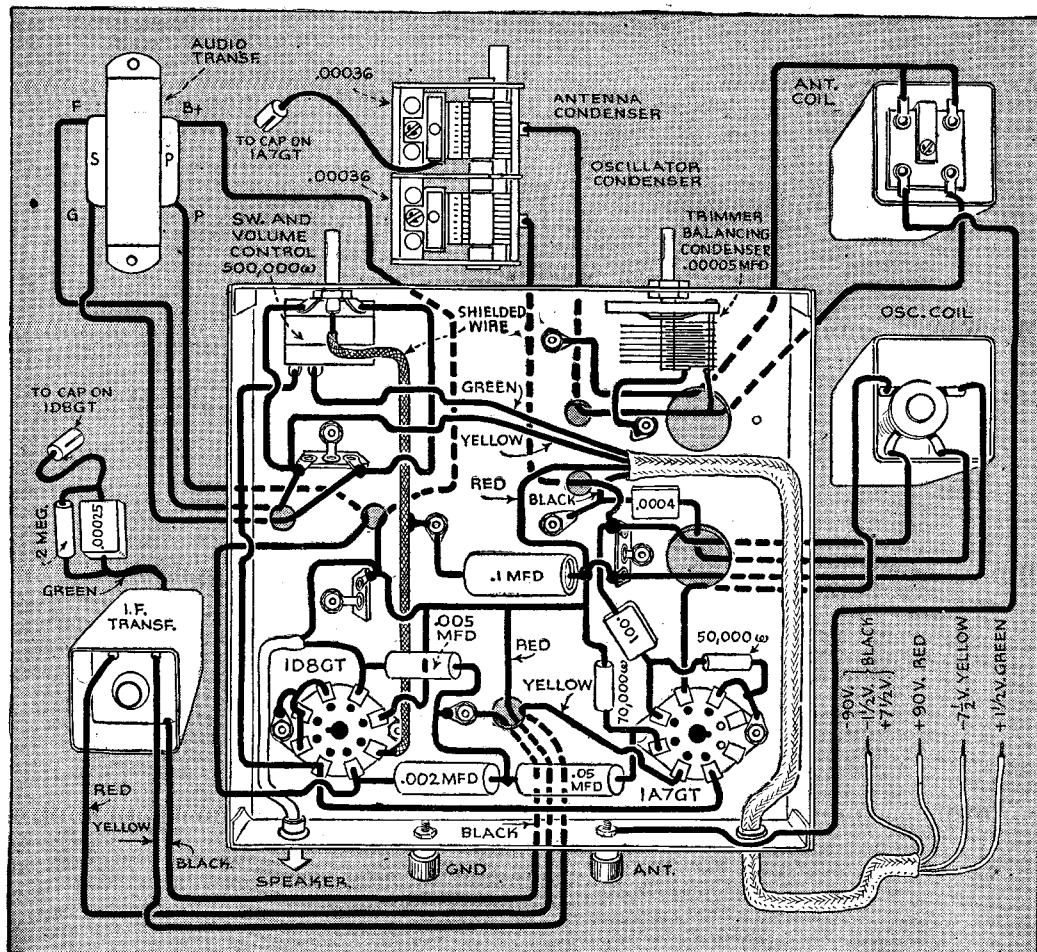 AUDIO
TRANSF.
F
B+
S
P
G
P
.00036
TO CAP ON
1A7GT
.00036
ANTENNA
CONDENSER
OSCILLATOR
CONDENSER
ANT.
COIL
SW. AND
VOLUME
CONTROL
500,000ω
TRIMMER
BALANCING
CONDENSER
.00005 MFD
OSC. COIL
SHIELDED
WIRE
GREEN
YELLOW
RED
BLACK
.0004
TO CAP ON
1D8GT
2 MEG.
.00025
GREEN
I.F.
TRANSF.
.1 MFD
.005
MFD
1D8GT
RED
YELLOW
.001
70,000ω
50,000ω
1A7GT
.002 MFD
.05
MFD
BLACK
RED
YELLOW
BLACK
SPEAKER
GND
ANT.
-90V.
-1½V.
+7½V.
BLACK
+90V. RED
-7½V. YELLOW
+1½V. GREEN